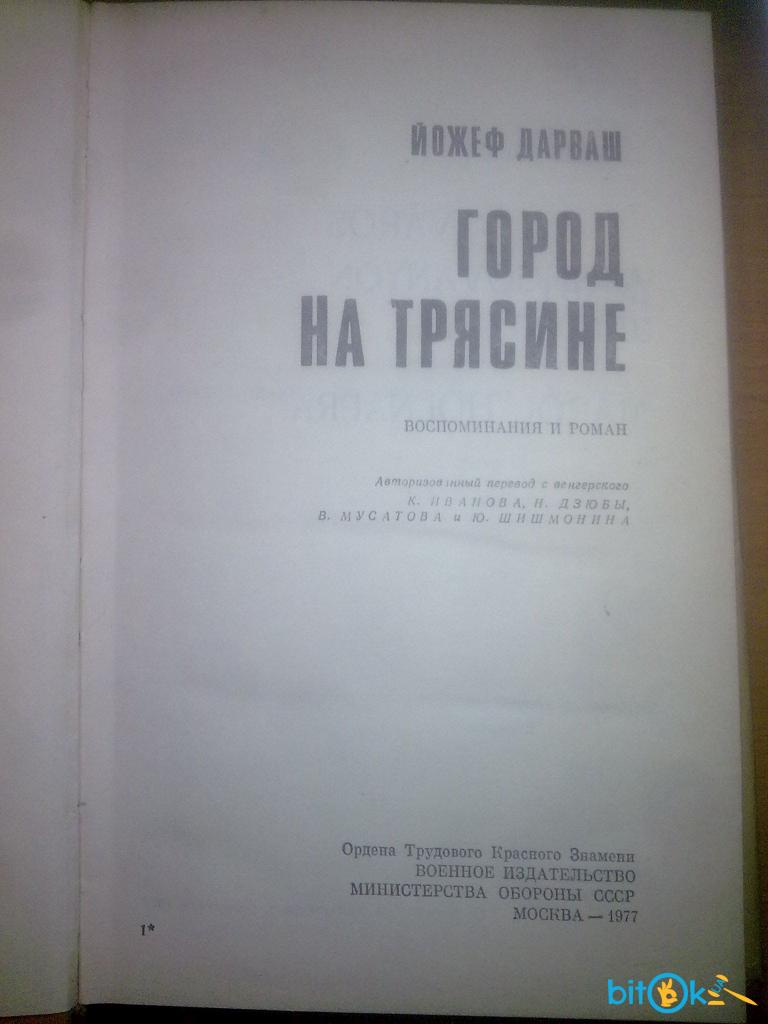 ЙОЖЕФ ДАРВАШ
ГОРОД
НА ТРЯСИНЕ
ВОСПОМИНАНИЯ И РОМАН
Авторизованный перевод с венгерского
К. ИВАНОВА, Н. ДЗЮБЫ,
В. МУСАТОВА и Ю. ШИШМОНИНА
Ордена Трудового Красного Знамени
ВОЕННОЕ ИЗДАТЕЛЬСТВО
МИНИСТЕРСТВА ОБОРОНЫ СССР
МОСКВА — 1977
1*
bitOk UA